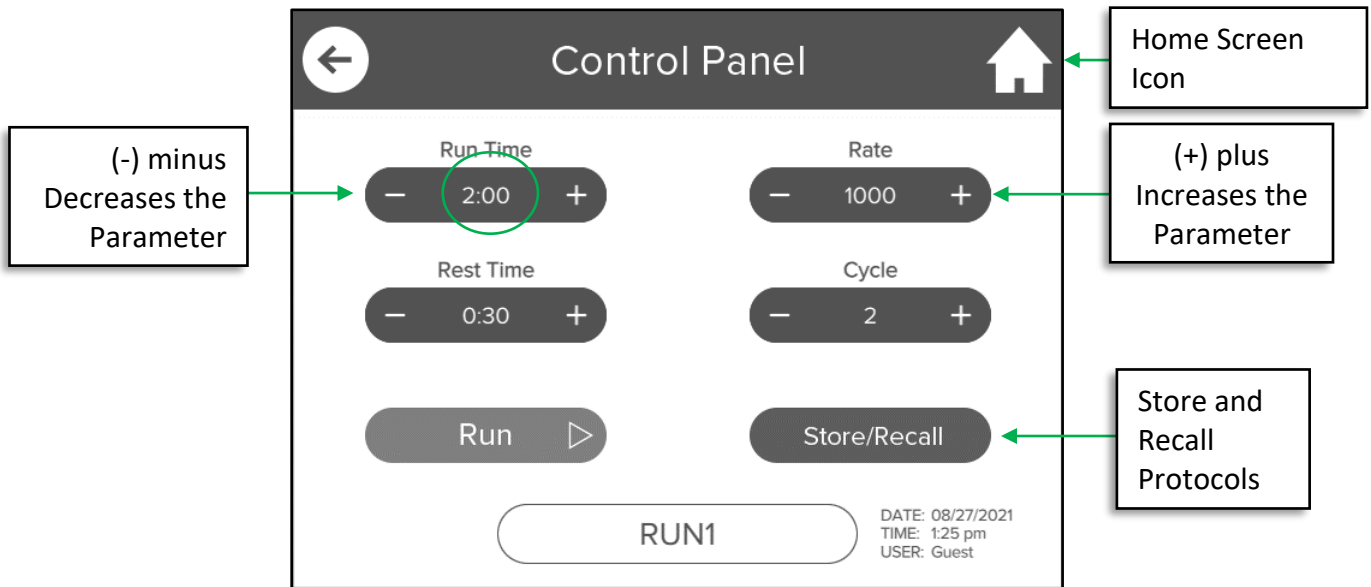 Control Panel
Home Screen
Icon
(-) minus
Decreases the
Parameter
Run Time
− 2:00 +
Rate
− 1000 +
(+) plus
Increases the
Parameter
Rest Time
− 0:30 +
Cycle
− 2 +
Run
Store/Recall
Store and
Recall
Protocols
RUN1
DATE: 08/27/2021
TIME: 1:25 pm
USER: Guest